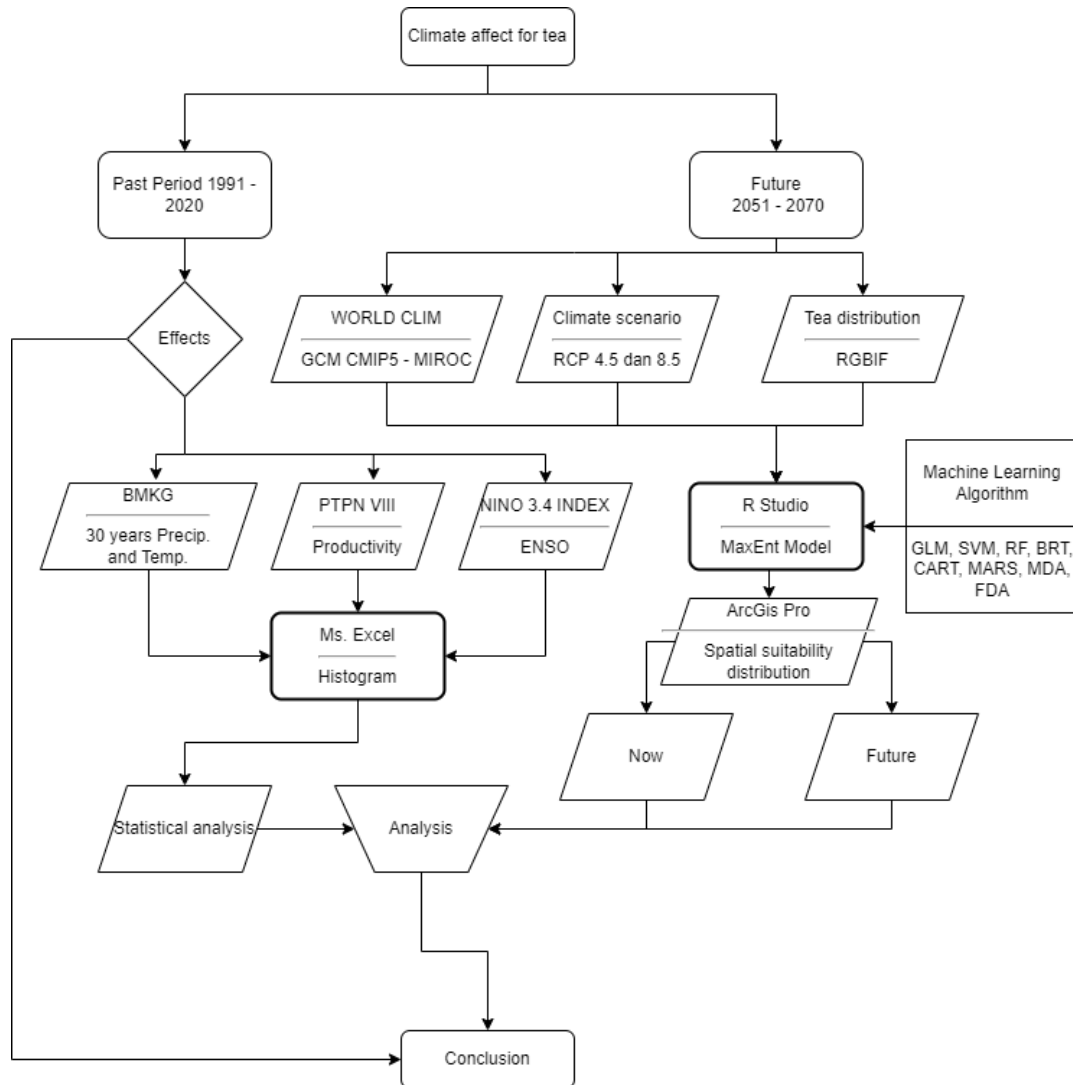 Climate affect for tea
Past Period 1991 -
2020
Future
2051 - 2070
Effects
WORLD CLIM
GCM CMIP5 - MIROC
Climate scenario
RCP 4.5 dan 8.5
Tea distribution
RGBIF
BMKG
30 years Precip.
and Temp.
PTPN VIII
Productivity
NINO 3.4 INDEX
ENSO
R Studio
MaxEnt Model
Machine Learning
Algorithm
GLM, SVM, RF, BRT,
CART, MARS, MDA,
FDA
Ms. Excel
Histogram
ArcGis Pro
Spatial suitability
distribution
Now
Future
Statistical analysis
Analysis
Conclusion